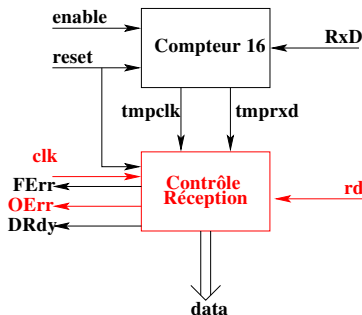 enable
Compteur 16
RxD
reset
tmpclk
tmprxd
clk
FErr
OErr
DRdy
Contrôle
Réception
rd
data